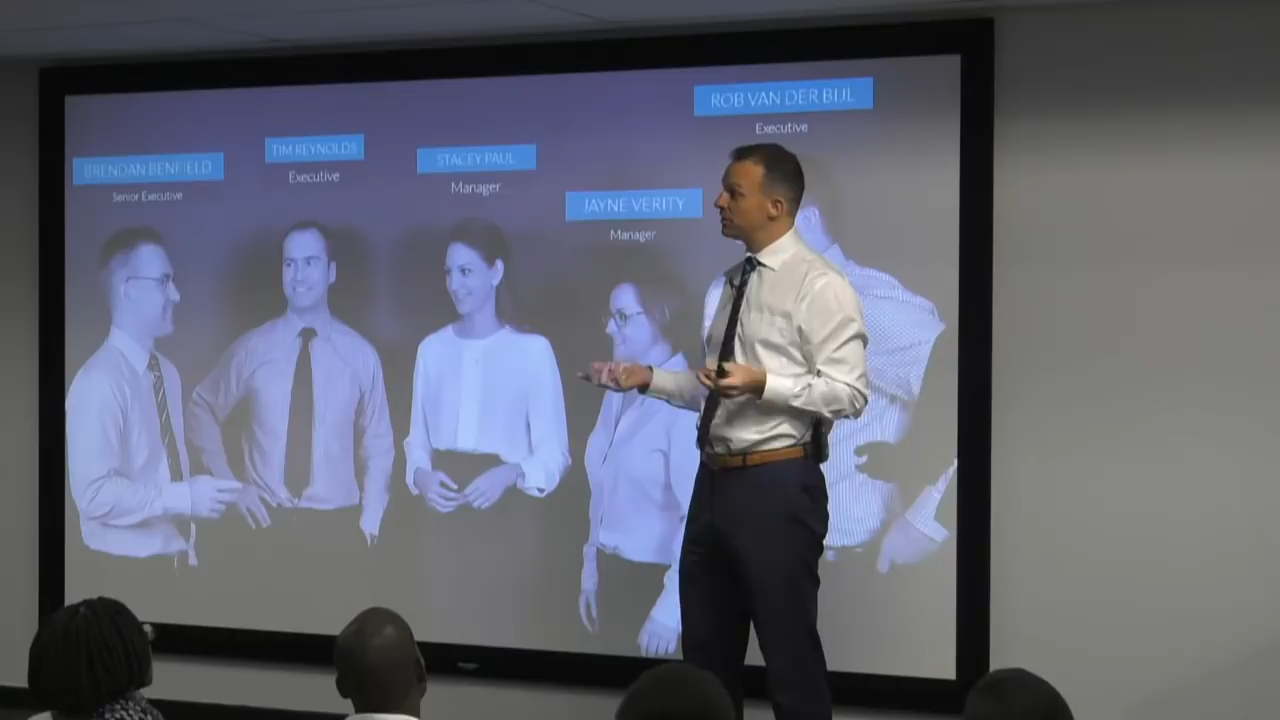 BRENDAN BENFIELD
Senior Executive
TIM REYNOLDS
Executive
STACEY PAUL
Manager
JAYNE VERITY
Manager
ROB VAN DER BIJL
Executive